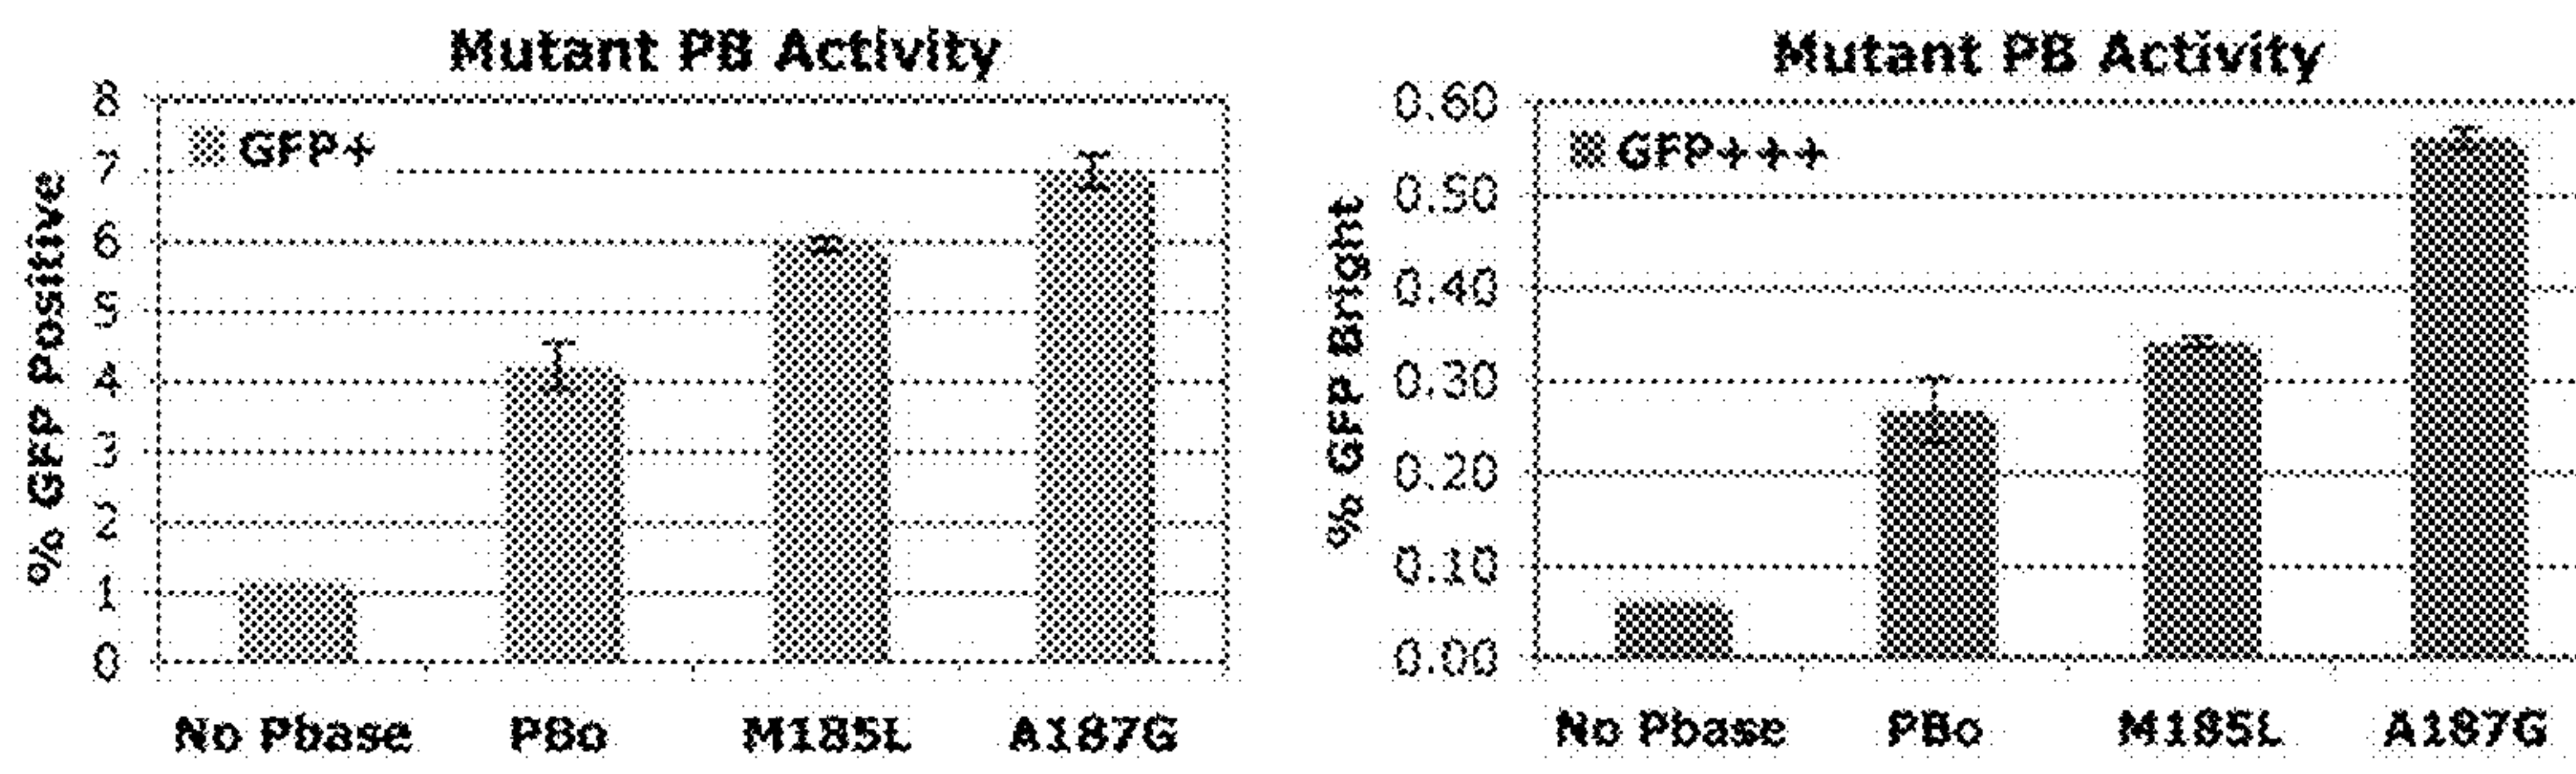 Mutant PB Activity
% GFP Positive
8
7
6
5
4
3
2
1
0
GFP+
No Pbase PBo M185L A187G
Mutant PB Activity
% GFP Bright
0.60
0.50
0.40
0.30
0.20
0.10
0.00
GFP+++
No Pbase PBo M185L A187G